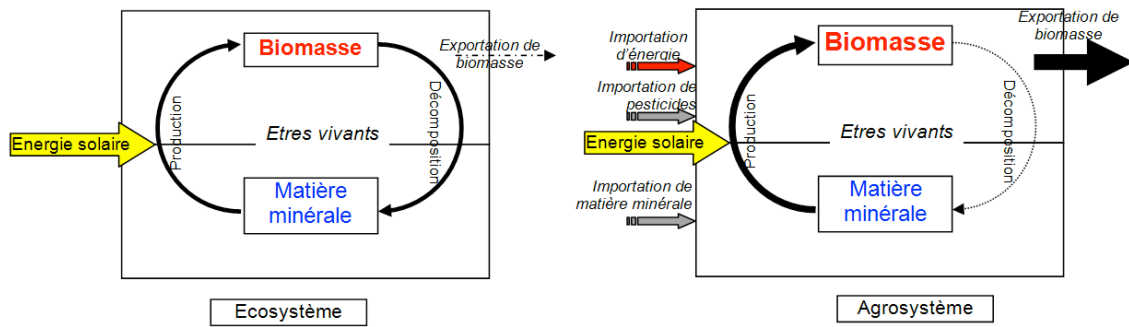 Biomasse
Exportation de
biomasse
Production
Décomposition
Etres vivants
Energie solaire
Matière
minérale
Ecosystème
Importation
d'énergie
Importation de
pesticides
Energie solaire
Importation de
matière minérale
Biomasse
Exportation de
biomasse
Production
Décomposition
Etres vivants
Matière
minérale
Agrosystème